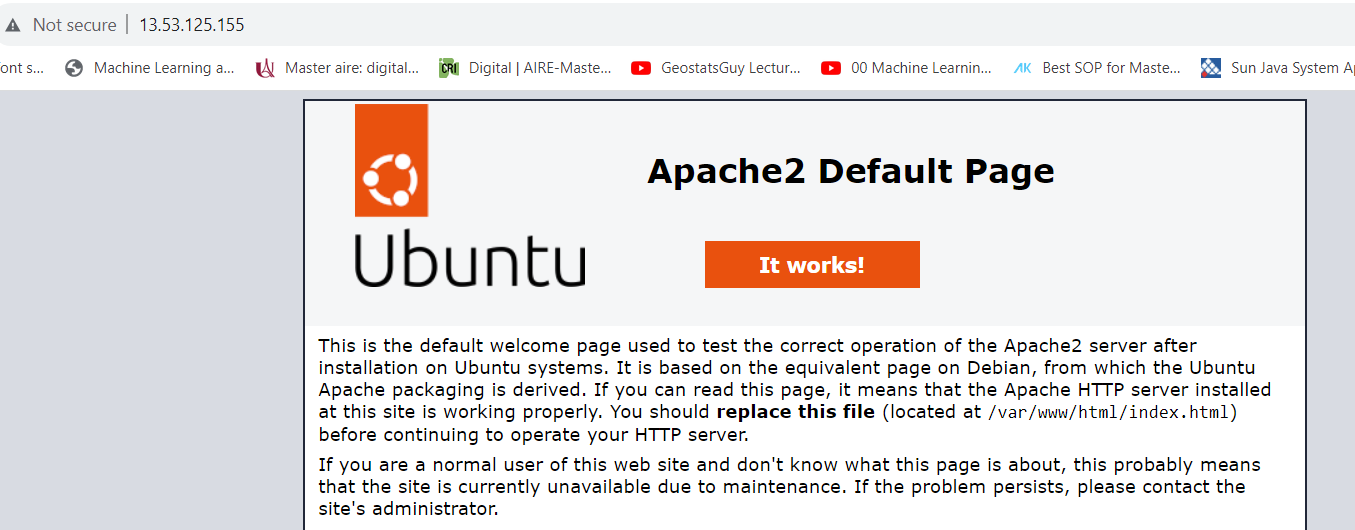 Not secure 13.53.125.155
ont s... Machine Learning a... Master aire: digital... CRI Digital | AIRE-Maste... GeostatsGuy Lectur... 00 Machine Learnin... AK Best SOP for Maste... Sun Java System Ap
Apache2 Default Page
Ubuntu
It works!
This is the default welcome page used to test the correct operation of the Apache2 server after
installation on Ubuntu systems. It is based on the equivalent page on Debian, from which the Ubuntu
Apache packaging is derived. If you can read this page, it means that the Apache HTTP server installed
at this site is working properly. You should replace this file (located at /var/www/html/index.html)
before continuing to operate your HTTP server.
If you are a normal user of this web site and don't know what this page is about, this probably means
that the site is currently unavailable due to maintenance. If the problem persists, please contact the
site's administrator.